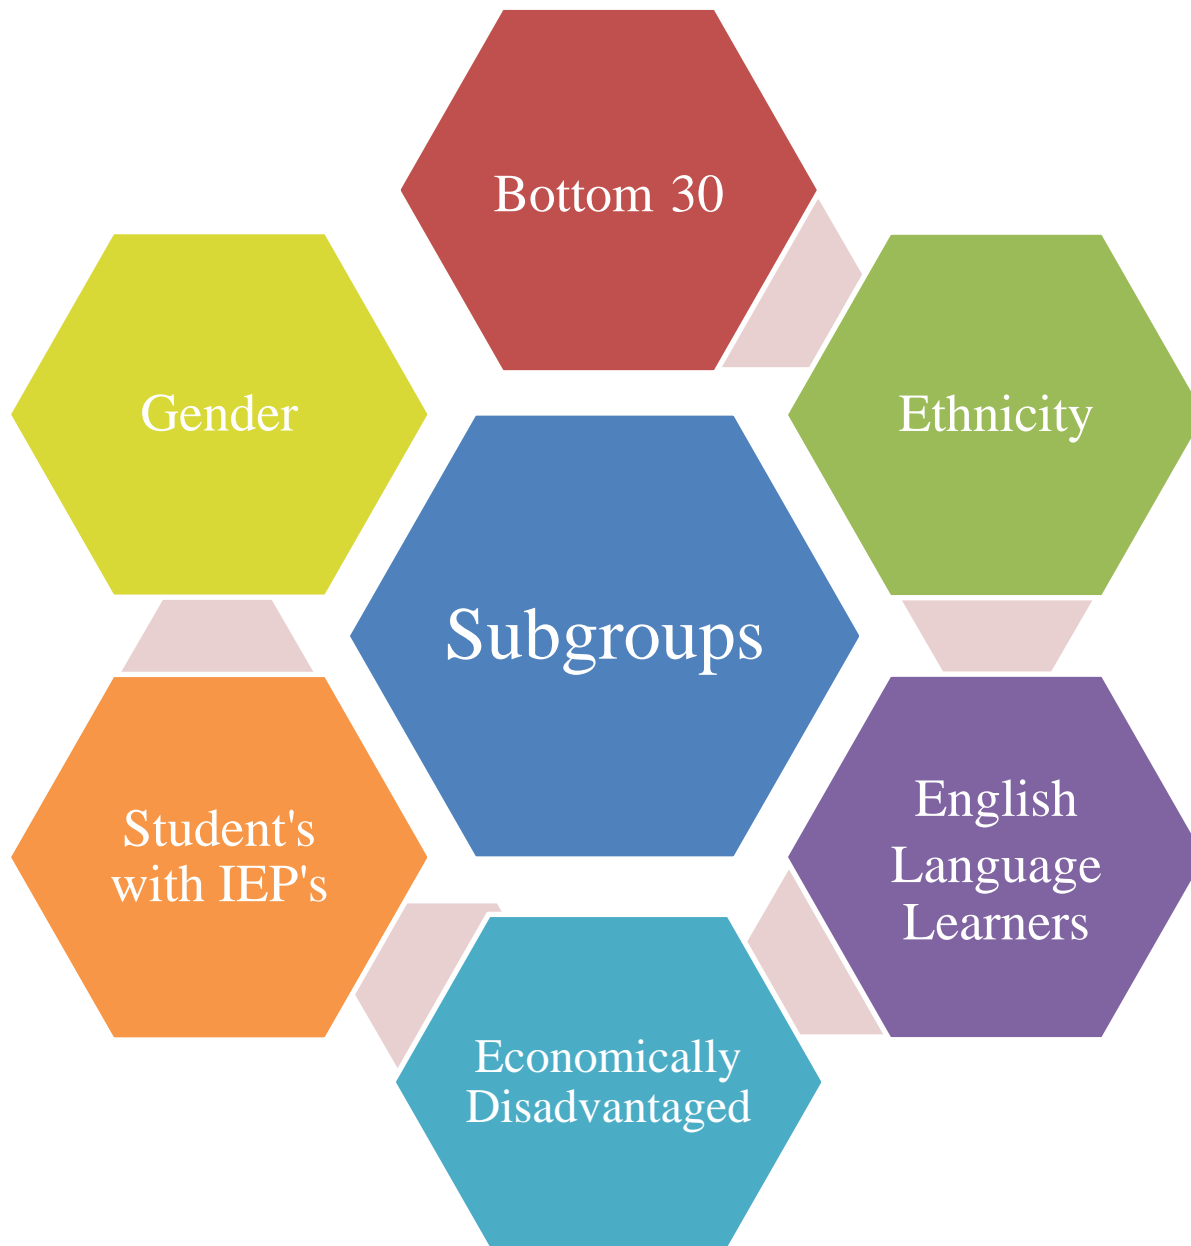 Bottom 30
Gender
Ethnicity
Subgroups
English
Language
Learners
Student's
with IEP's
Economically
Disadvantaged